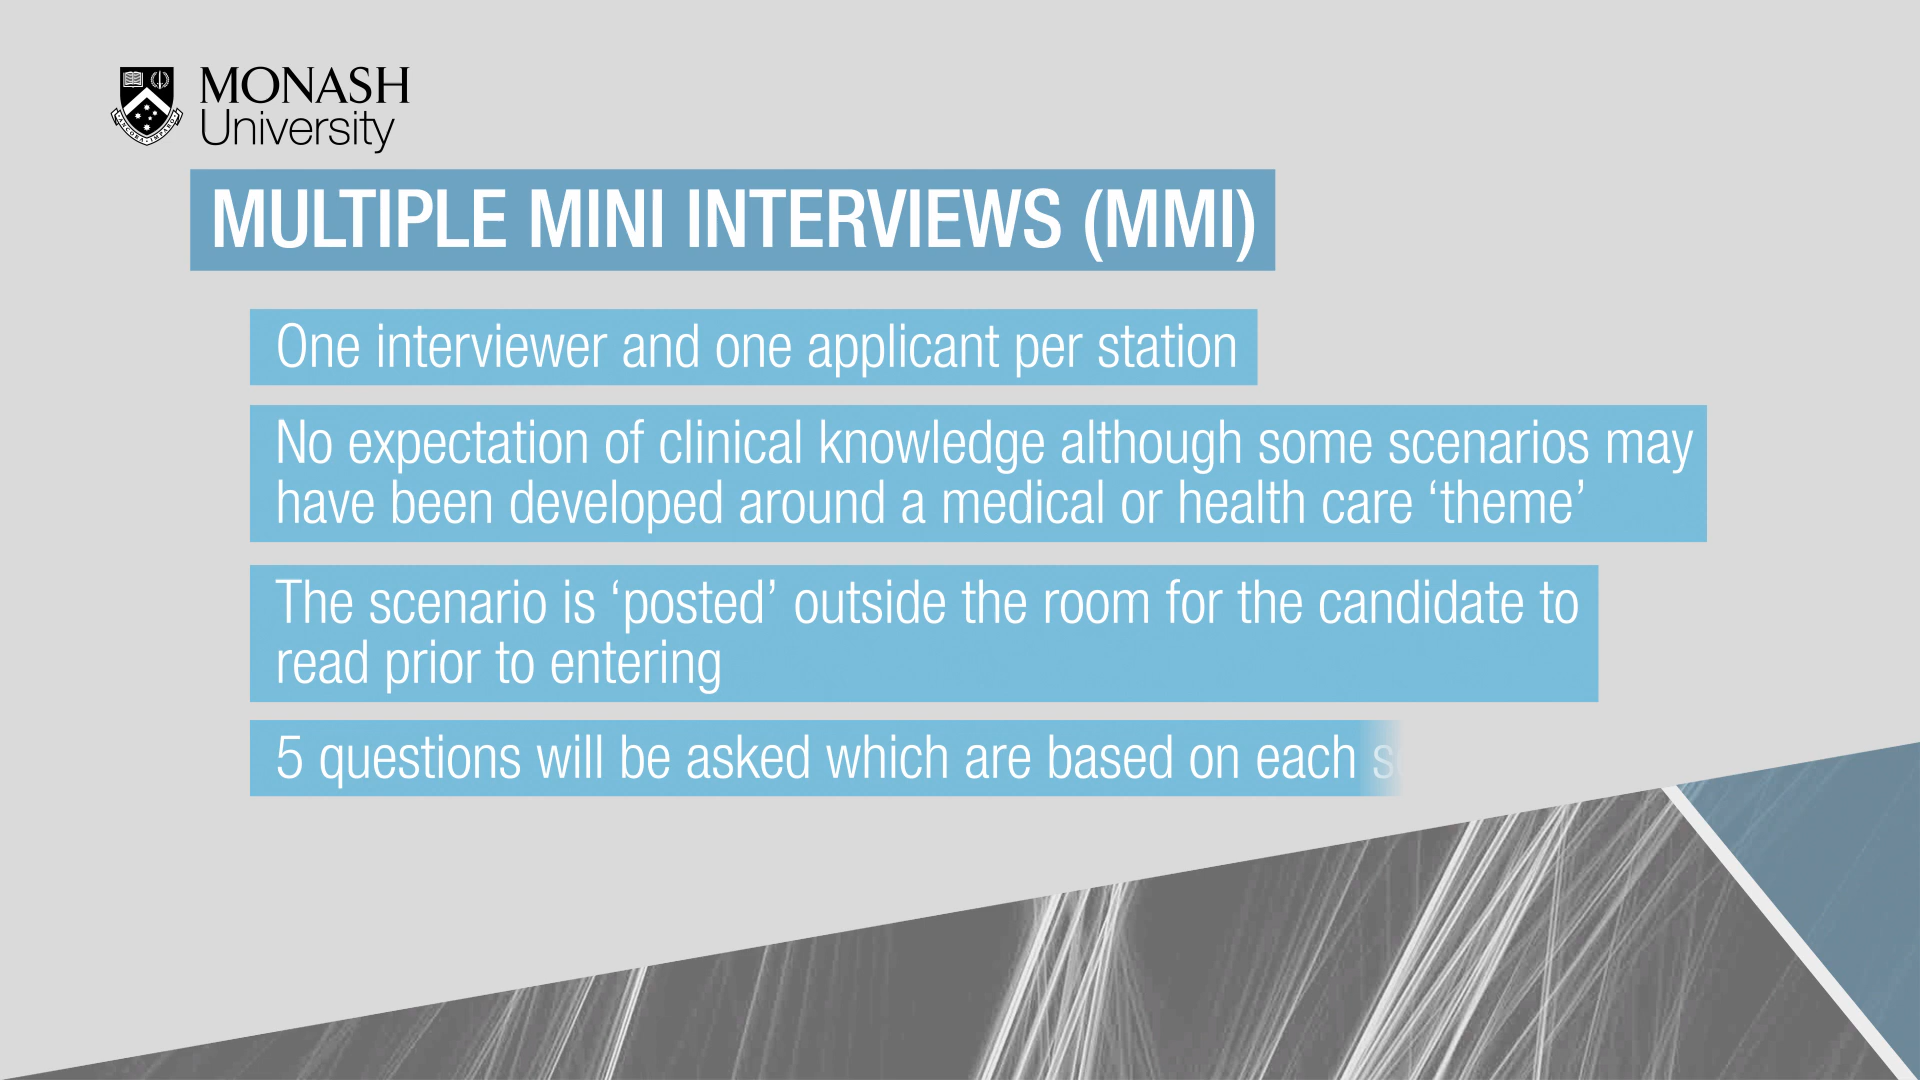 MONASH
University
MULTIPLE MINI INTERVIEWS (MMI)
One interviewer and one applicant per station
No expectation of clinical knowledge although some scenarios may
have been developed around a medical or health care ‘theme’
The scenario is ‘posted’ outside the room for the candidate to
read prior to entering
5 questions will be asked which are based on each